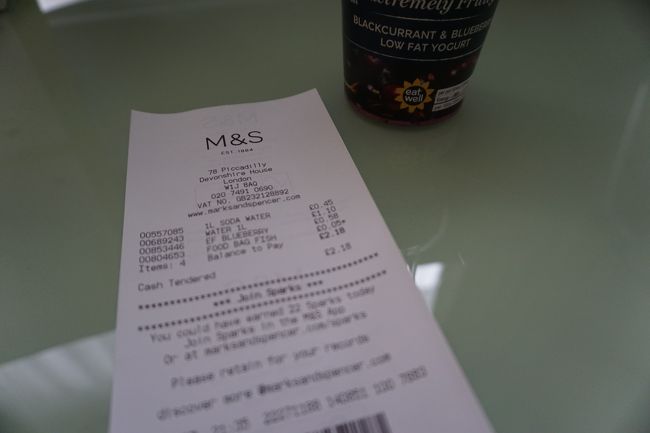 Extremely Fruity
BLACKCURRANT & BLUEBERRY
LOW FAT YOGURT
eat
well
M&S
EST 1884
78 Piccadilly
Devonshire House
London
W1J 8AQ
020 7491 0690
VAT NO. GB232128892
www.marksandspencer.com
00557085 1L SODA WATER £0.45
00689243 WATER 1L £1.10
00853446 EF BLUEBERRY £0.58
00804653 FOOD BAG FISH £0.05*
Items: 4 Balance to Pay £2.18
Cash Tendered £2.18
*** Join Sparks ***
You could have earned 22 Sparks today
Join Sparks in the M&S App
Or at marksandspencer.com/sparks
Please retain for your records
discover more @marksandspencer.com
21:35